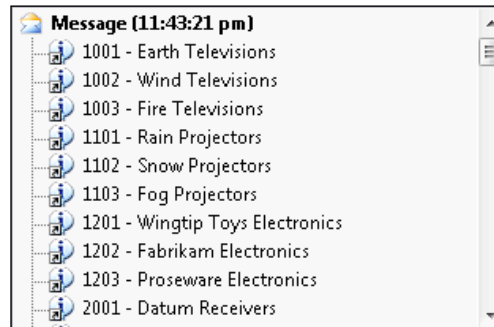 Message (11:43:21 pm)
1001 - Earth Televisions
1002 - Wind Televisions
1003 - Fire Televisions
1101 - Rain Projectors
1102 - Snow Projectors
1103 - Fog Projectors
1201 - Wingtip Toys Electronics
1202 - Fabrikam Electronics
1203 - Proseware Electronics
2001 - Datum Receivers